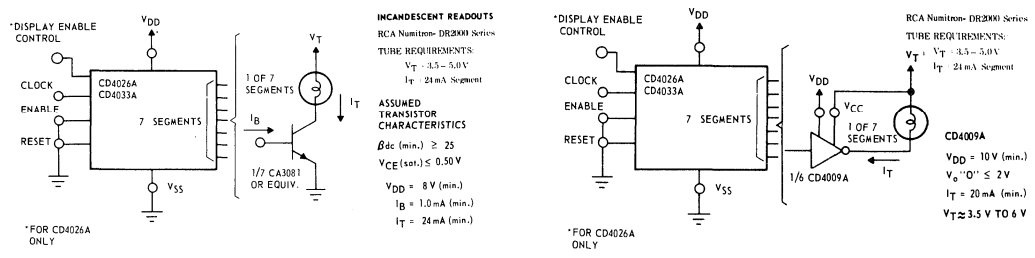 *DISPLAY ENABLE
CONTROL
VDD
CLOCK
ENABLE
RESET
CD4026A
CD4033A
7 SEGMENTS
VSS
*FOR CD4026A
ONLY
1 OF 7
SEGMENTS
VT
IT
IB
1/7 CA3081
OR EQUIV.
INCANDESCENT READOUTS
RCA Numitron- DR2000 Series
TUBE REQUIREMENTS:
VT = 3.5 – 5.0V
IT = 24 mA Segment
ASSUMED
TRANSISTOR
CHARACTERISTICS
βdc (min.) ≥ 25
VCE (sat.) ≤ 0.50 V
VDD = 8 V (min.)
IB = 1.0 mA (min.)
IT = 24 mA (min.)
*DISPLAY ENABLE
CONTROL
VDD
CLOCK
ENABLE
RESET
CD4026A
CD4033A
7 SEGMENTS
VSS
*FOR CD4026A
ONLY
VDD
VCC
1 OF 7
SEGMENTS
VT
IT
1/6 CD4009A
RCA Numitron- DR2000 Series
TUBE REQUIREMENTS:
VT = 3.5 – 5.0V
IT = 24 mA Segment
CD4009A
VDD = 10 V (min.)
Vo "O" ≤ 2V
IT = 20 mA (min.)
VT ≈ 3.5 V TO 6 V